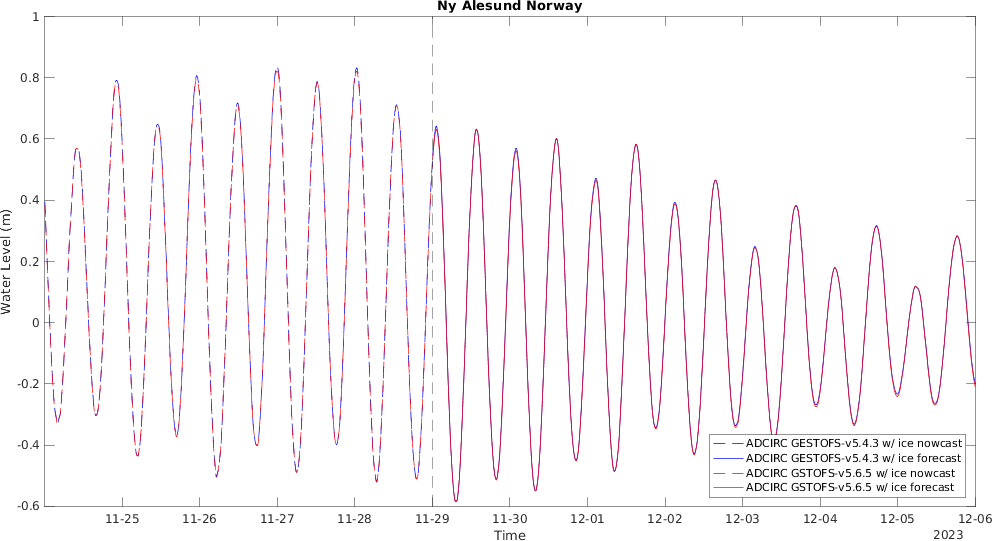 Ny Alesund Norway
1
0.8
0.6
0.4
0.2
0
-0.2
-0.4
-0.6
Water Level (m)
ADCIRC GESTOFS-v5.4.3 w/ ice nowcast
ADCIRC GESTOFS-v5.4.3 w/ ice forecast
ADCIRC GSTOFS-v5.6.5 w/ ice nowcast
ADCIRC GSTOFS-v5.6.5 w/ ice forecast
11-25 11-26 11-27 11-28 11-29 11-30 12-01 12-02 12-03 12-04 12-05 12-06
Time
2023